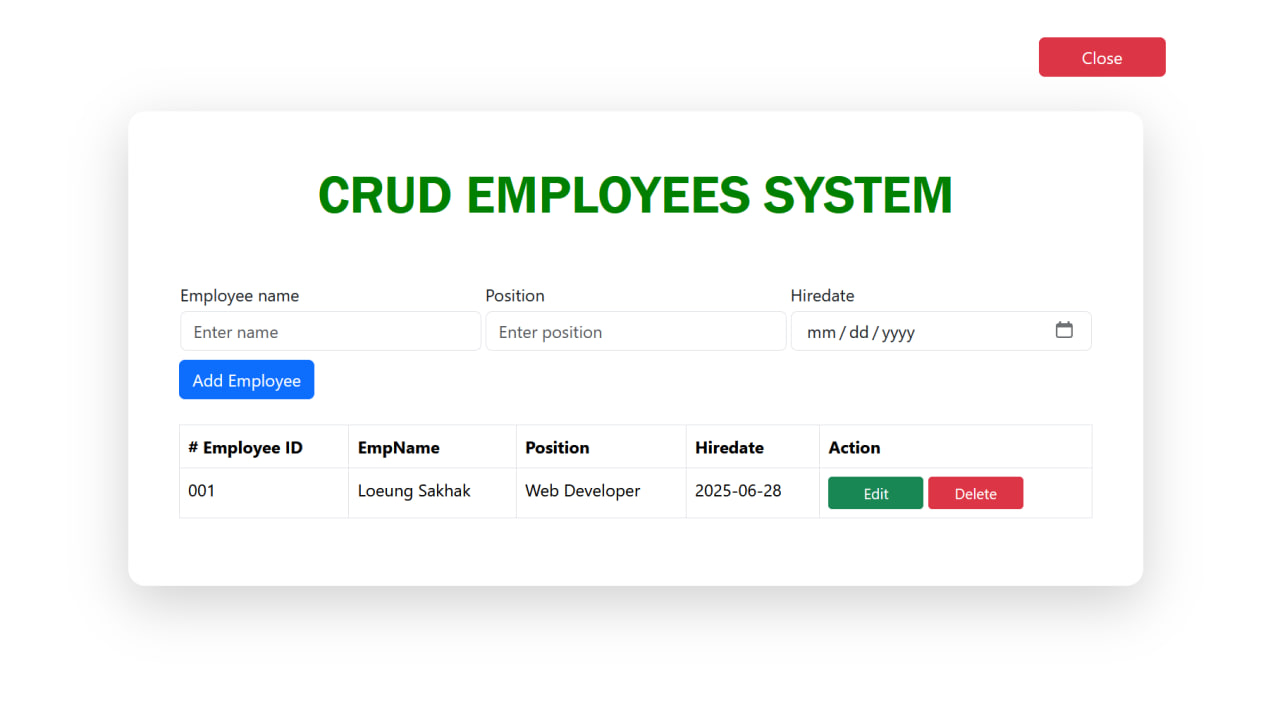 Close
CRUD EMPLOYEES SYSTEM
Employee name Position Hiredate
Enter name Enter position mm/dd/yyyy
Add Employee
# Employee ID EmpName Position Hiredate Action
001 Loeung Sakhak Web Developer 2025-06-28 Edit Delete